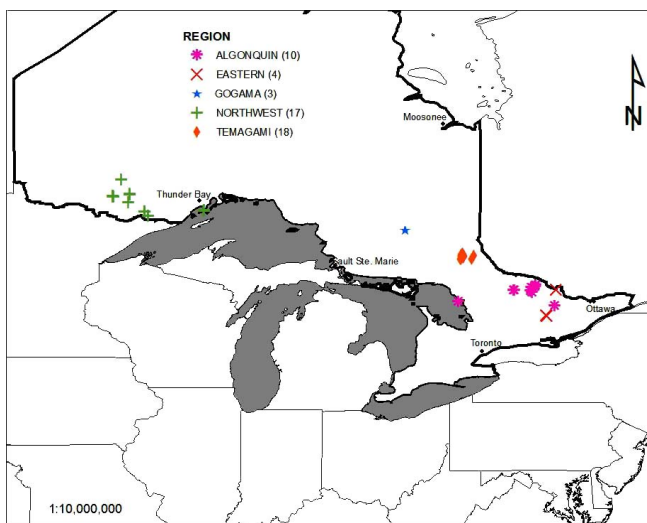 REGION
ALGONQUIN (10)
EASTERN (4)
GOGAMA (3)
NORTHWEST (17)
TEMAGAMI (18)
N
Moosonee
Thunder Bay
Sault Ste. Marie
Ottawa
Toronto
1:10,000,000